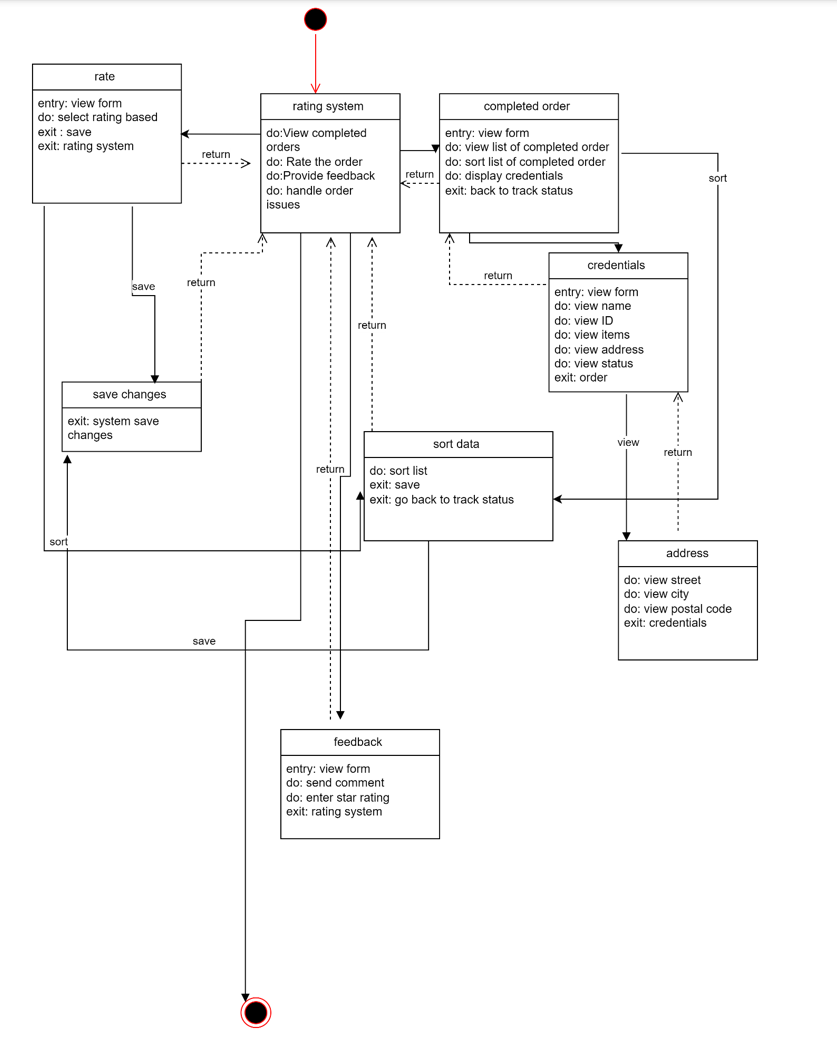 rate
entry: view form
do: select rating based
exit : save
exit: rating system
return
rating system
do:View completed
orders
do: Rate the order
do:Provide feedback
do: handle order
issues
return
completed order
entry: view form
do: view list of completed order
do: sort list of completed order
do: display credentials
exit: back to track status
sort
save
return
return
return
credentials
entry: view form
do: view name
do: view ID
do: view items
do: view address
do: view status
exit: order
save changes
exit: system save
changes
view
return
sort data
do: sort list
exit: save
exit: go back to track status
return
sort
address
do: view street
do: view city
do: view postal code
exit: credentials
save
feedback
entry: view form
do: send comment
do: enter star rating
exit: rating system